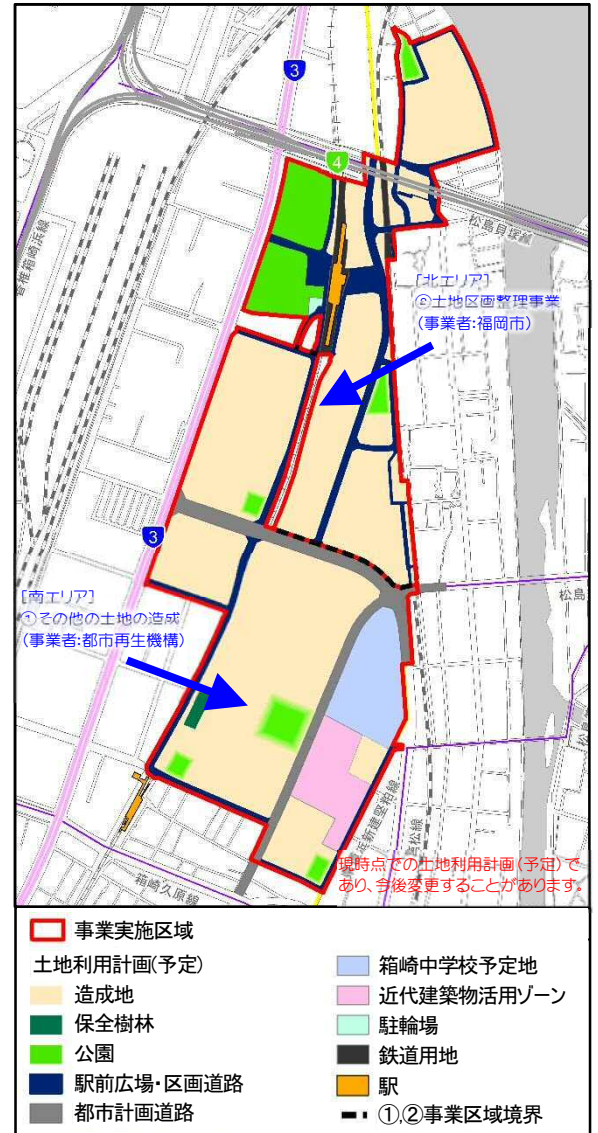 3
4
香椎箱崎浜線
松島貝塚線
[北エリア]
②土地区画整理事業
(事業者:福岡市)
3
[南エリア]
①その他の土地の造成
(事業者:都市再生機構)
松島
箱崎久原線
現時点での土地利用計画(予定)で
あり、今後変更することがあります。
事業実施区域
土地利用計画(予定)
造成地
保全樹林
公園
駅前広場・区画道路
都市計画道路
箱崎中学校予定地
近代建築物活用ゾーン
駐輪場
鉄道用地
駅
①,②事業区域境界